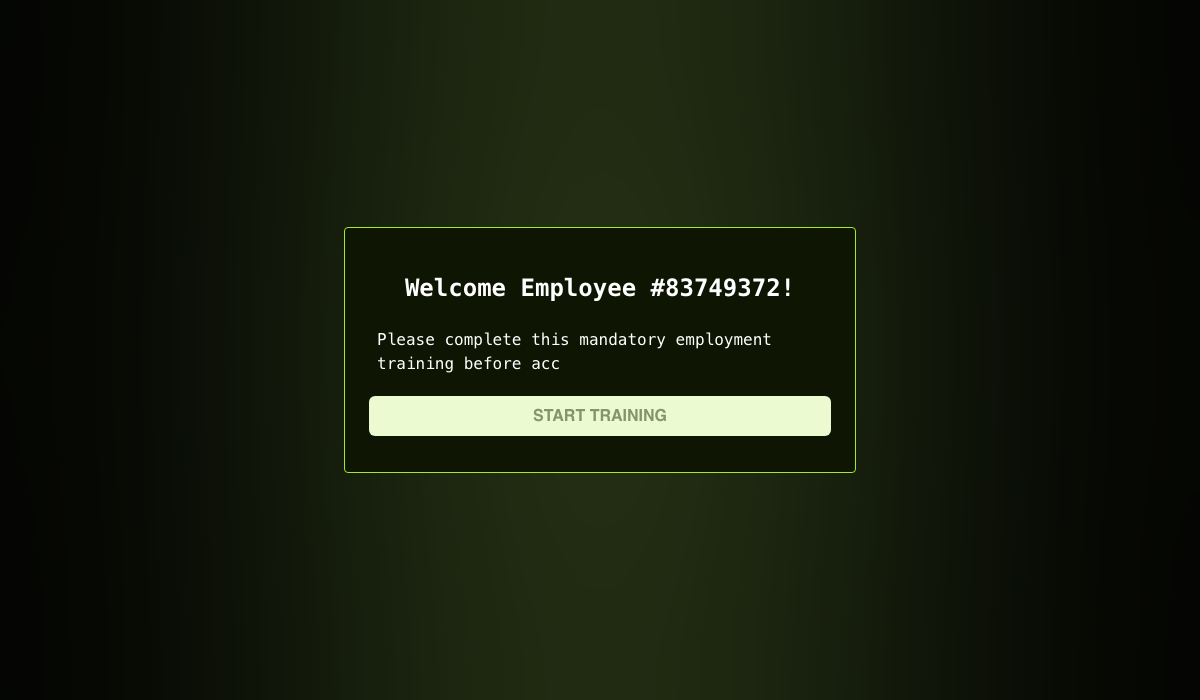 Welcome Employee #83749372!
Please complete this mandatory employment
training before acc
START TRAINING